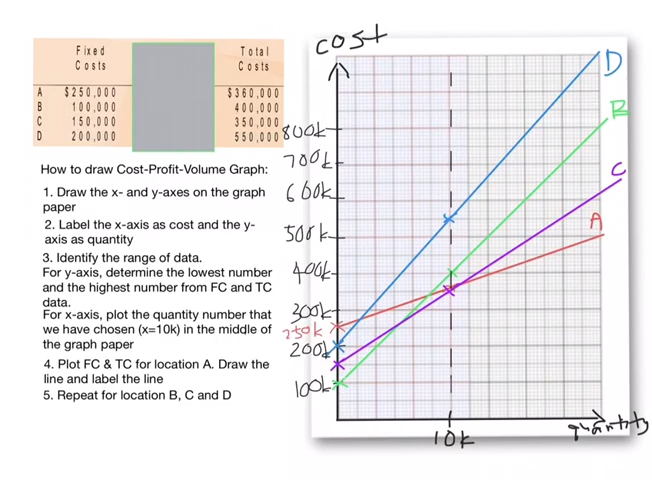 Fixed Total
Costs Costs
A $250,000 $360,000
B 100,000 400,000
C 150,000 350,000
D 200,000 550,000
How to draw Cost-Profit-Volume Graph:
1. Draw the x- and y-axes on the graph
paper
2. Label the x-axis as cost and the y-
axis as quantity
3. Identify the range of data.
For y-axis, determine the lowest number
and the highest number from FC and TC
data.
For x-axis, plot the quantity number that
we have chosen (x=10k) in the middle of
the graph paper
4. Plot FC & TC for location A. Draw the
line and label the line
5. Repeat for location B, C and D
cost
D
B
800k
700k
C
600k
A
500k
400k
300k
250k
200k
100k
10k
quantity